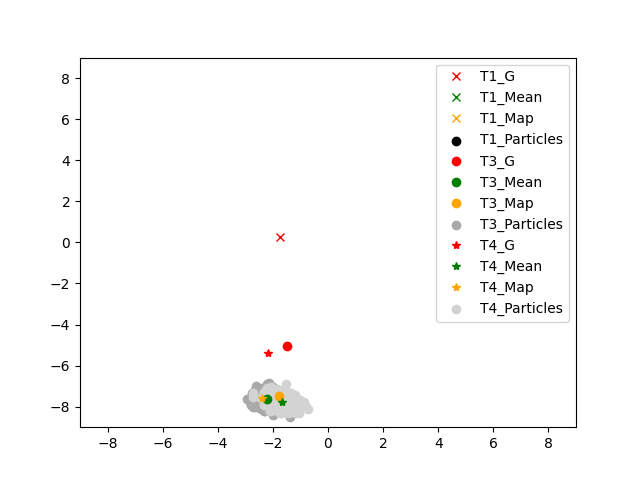 8
6
4
2
0
−2
−4
−6
−8
−8
−6
−4
−2
0
2
4
6
8
T1_G
T1_Mean
T1_Map
T1_Particles
T3_G
T3_Mean
T3_Map
T3_Particles
T4_G
T4_Mean
T4_Map
T4_Particles